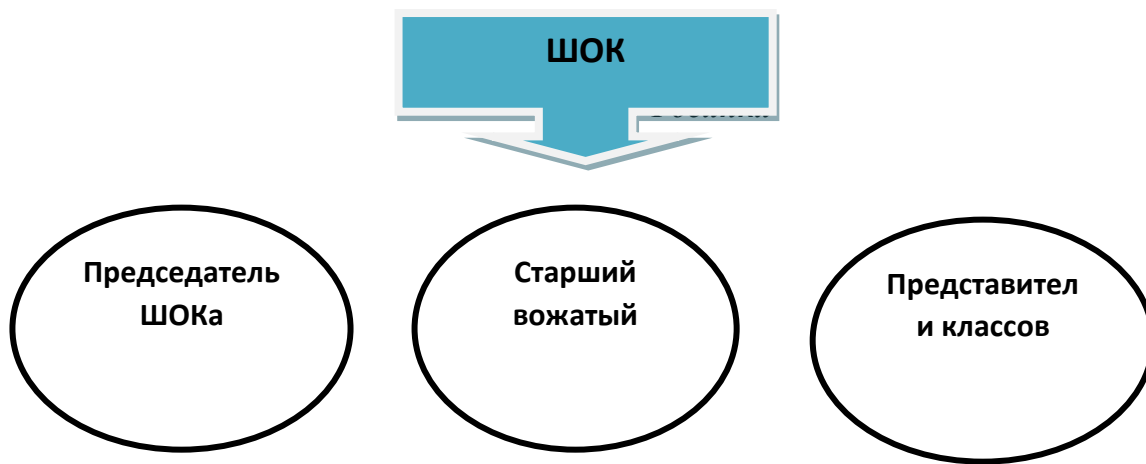 ШОК
Председатель
ШОКа
Старший
вожатый
Представител
и классов